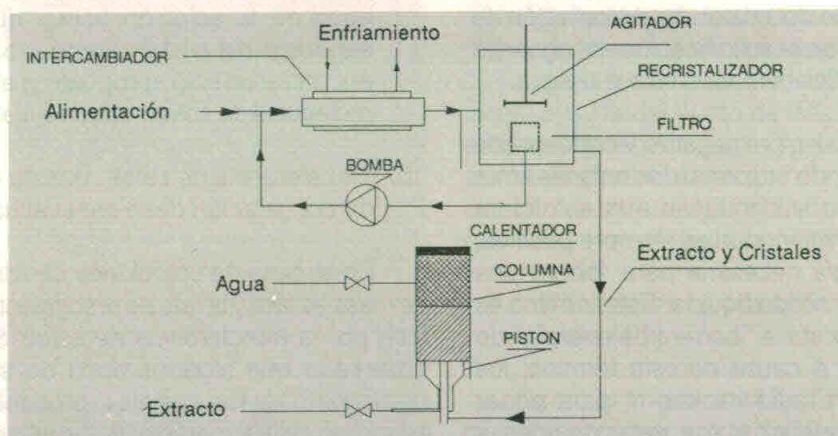 AGITADOR
Enfriamiento
INTERCAMBIADOR
RECRISTALIZADOR
Alimentación
FILTRO
BOMBA
CALENTADOR
Extracto y Cristales
Agua
COLUMNA
PISTON
Extracto